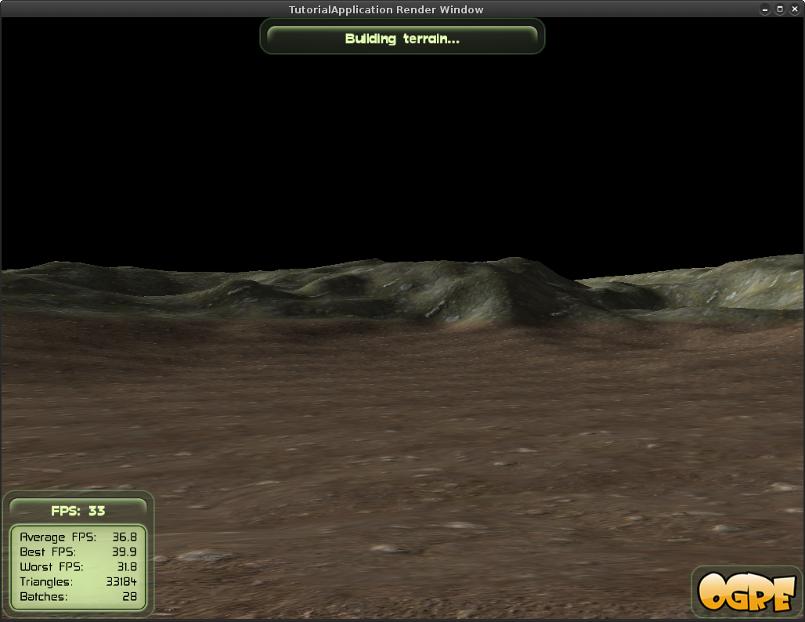 TutorialApplication Render Window
Building terrain...
FPS: 33
Average FPS: 36.8
Best FPS: 39.9
Worst FPS: 31.8
Triangles: 33184
Batches: 28
OGRE